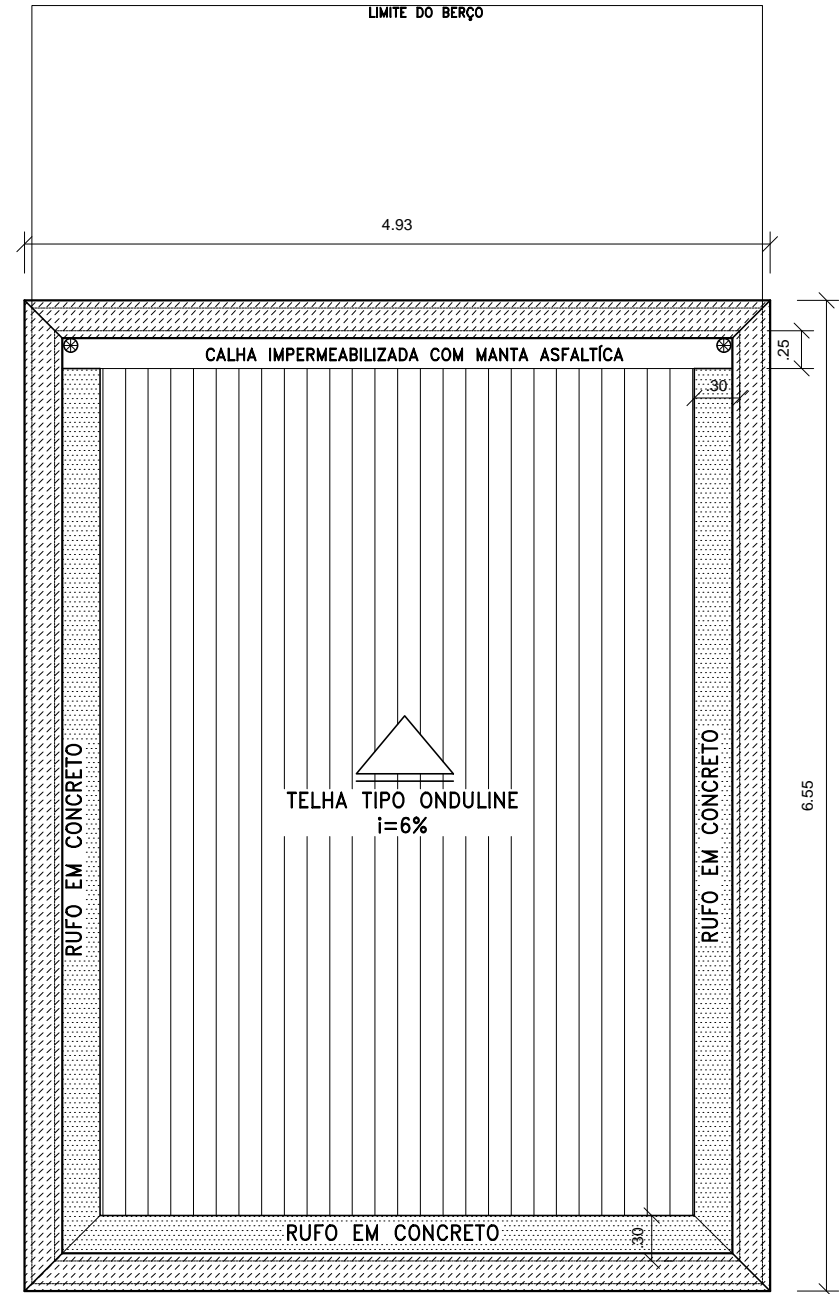 LIMITE DO BERÇO
4.93
CALHA IMPERMEABILIZADA COM MANTA ASFALTÍCA
.25
.30
RUFO EM CONCRETO
TELHA TIPO ONDULINE
i=6%
RUFO EM CONCRETO
6.55
RUFO EM CONCRETO
.30